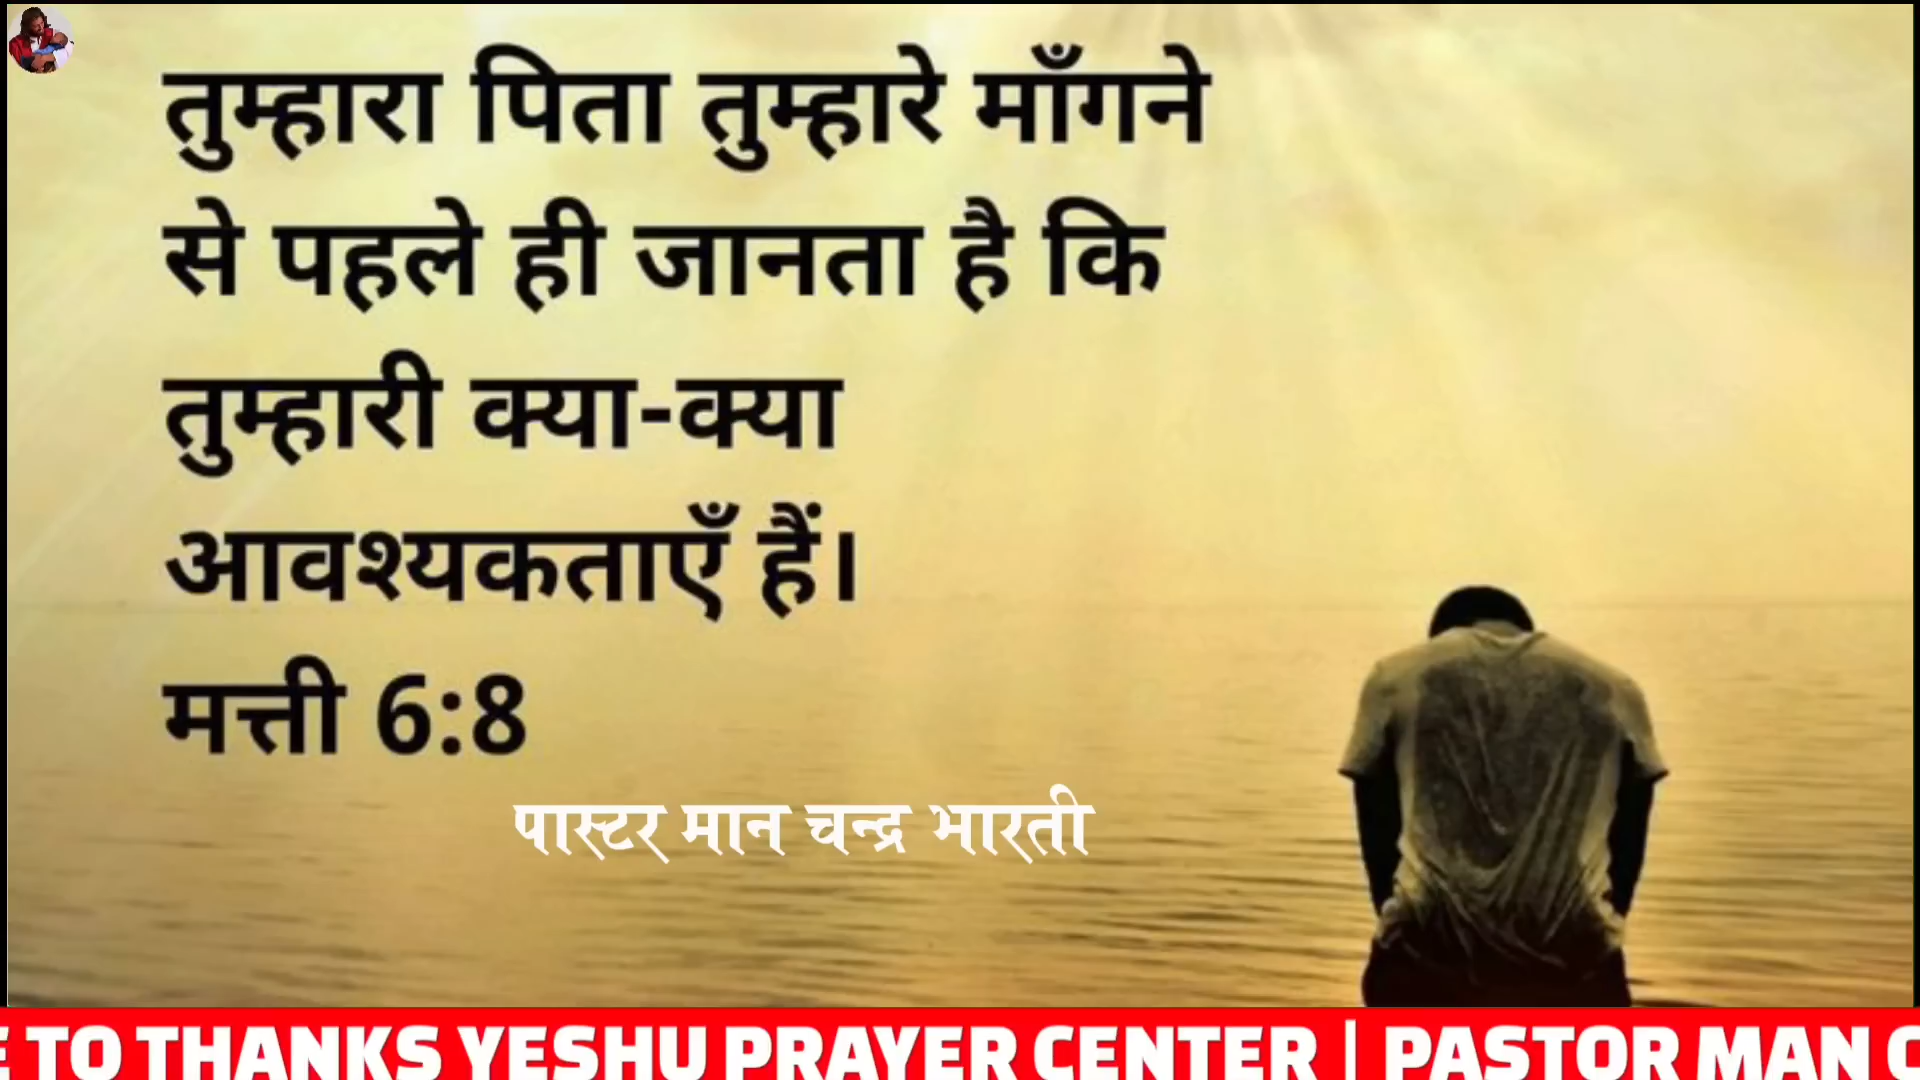 तुम्हारा पिता तुम्हारे माँगने
से पहले ही जानता है कि
तुम्हारी क्या-क्या
आवश्यकताएँ हैं।
मत्ती 6:8
पास्टर मान चन्द्र भारती
TO THANKS YESHU PRAYER CENTER | PASTOR MAN